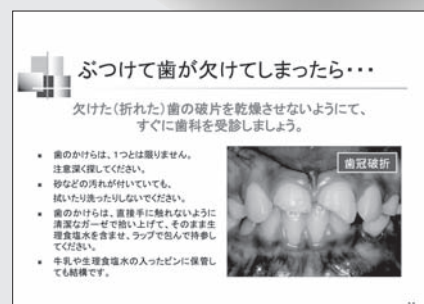 ぶつけて歯が欠けてしまったら・・・
欠けた(折れた)歯の破片を乾燥させないようにて、
すぐに歯科を受診しましょう。
▪ 歯のかけらは、1つとは限りません。
注意深く探してください。
▪ 砂などの汚れが付いていても、
拭いたり洗ったりしないでください。
▪ 歯のかけらは、直接手に触れないように
清潔なガーゼで拾い上げて、そのまま生
理食塩水を含ませ、ラップで包んで持参し
てください。
▪ 牛乳や生理食塩水の入ったビンに保管し
ても結構です。
歯冠破折